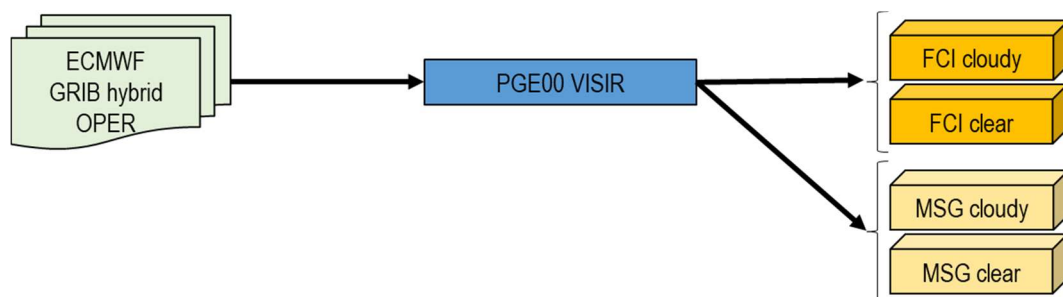 ECMWF
GRIB hybrid
OPER
PGE00 VISIR
FCI cloudy
FCI clear
MSG cloudy
MSG clear